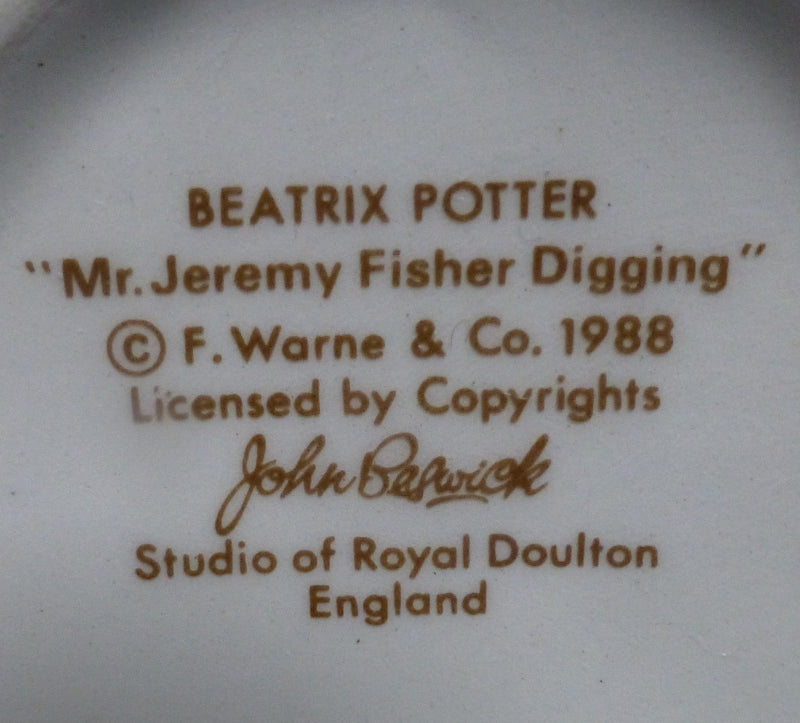 BEATRIX POTTER
"Mr. Jeremy Fisher Digging"
© F. Warne & Co. 1988
Licensed by Copyrights
John Beswick
Studio of Royal Doulton
England